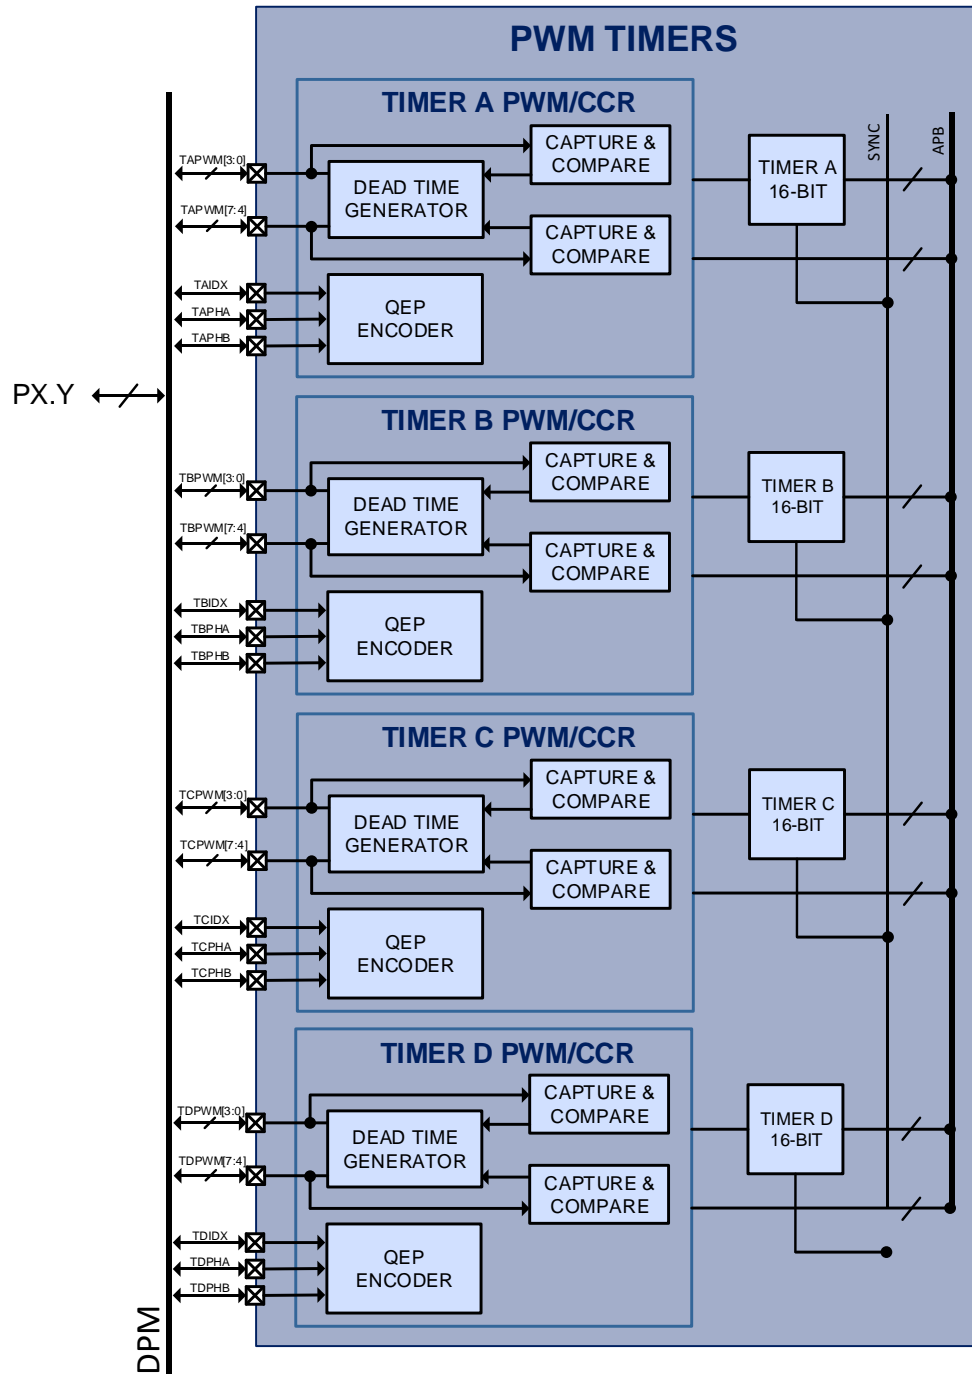 PWM TIMERS
TIMER A PWM/CCR
SYNC
APB
TAPWM[3:0]
CAPTURE &
COMPARE
TIMER A
16-BIT
DEAD TIME
GENERATOR
TAPWM[7:4]
CAPTURE &
COMPARE
TAIDX
TAPHA
TAPHB
QEP
ENCODER
PX.Y
TIMER B PWM/CCR
TBPWM[3:0]
CAPTURE &
COMPARE
TIMER B
16-BIT
DEAD TIME
GENERATOR
TBPWM[7:4]
CAPTURE &
COMPARE
TBIDX
TBPHA
TBPHB
QEP
ENCODER
TIMER C PWM/CCR
TCPWM[3:0]
CAPTURE &
COMPARE
TIMER C
16-BIT
DEAD TIME
GENERATOR
TCPWM[7:4]
CAPTURE &
COMPARE
TCIDX
TCPHA
TCPHB
QEP
ENCODER
TIMER D PWM/CCR
TDPWM[3:0]
CAPTURE &
COMPARE
TIMER D
16-BIT
DEAD TIME
GENERATOR
TDPWM[7:4]
CAPTURE &
COMPARE
TDIDX
TDPHA
TDPHB
QEP
ENCODER
DPM